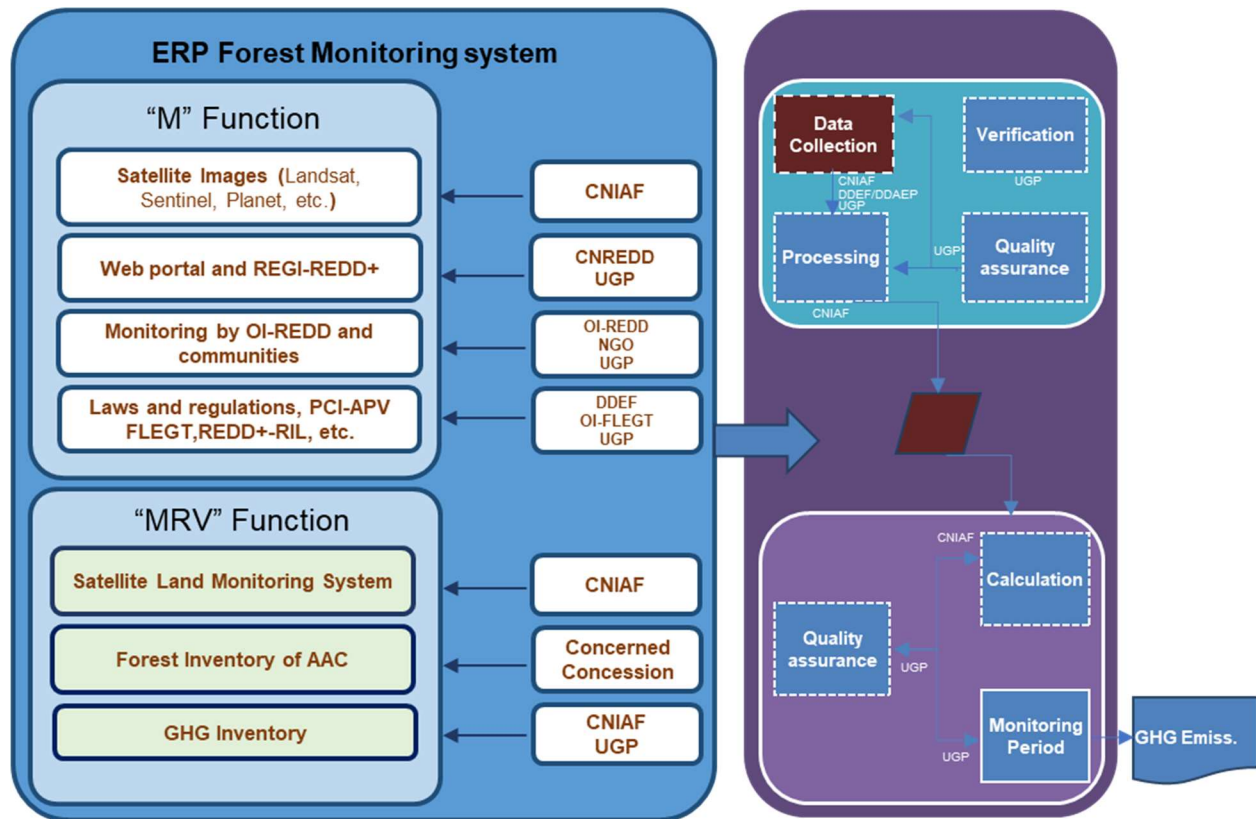 ERP Forest Monitoring system
“M” Function
Satellite Images (Landsat,
Sentinel, Planet, etc.)
CNIAF
Web portal and REGI-REDD+
CNREDD
UGP
Monitoring by OI-REDD and
communities
OI-REDD
NGO
UGP
Laws and regulations, PCI-APV
FLEGT,REDD+-RIL, etc.
DDEF
OI-FLEGT
UGP
“MRV” Function
Satellite Land Monitoring System
CNIAF
Forest Inventory of AAC
Concerned
Concession
GHG Inventory
CNIAF
UGP
Data
Collection
Verification
UGP
CNIAF
DDEF/DDAEP
UGP
Processing
UGP
Quality
assurance
CNIAF
CNIAF
Calculation
Quality
assurance
UGP
Monitoring
Period
UGP
GHG Emiss.